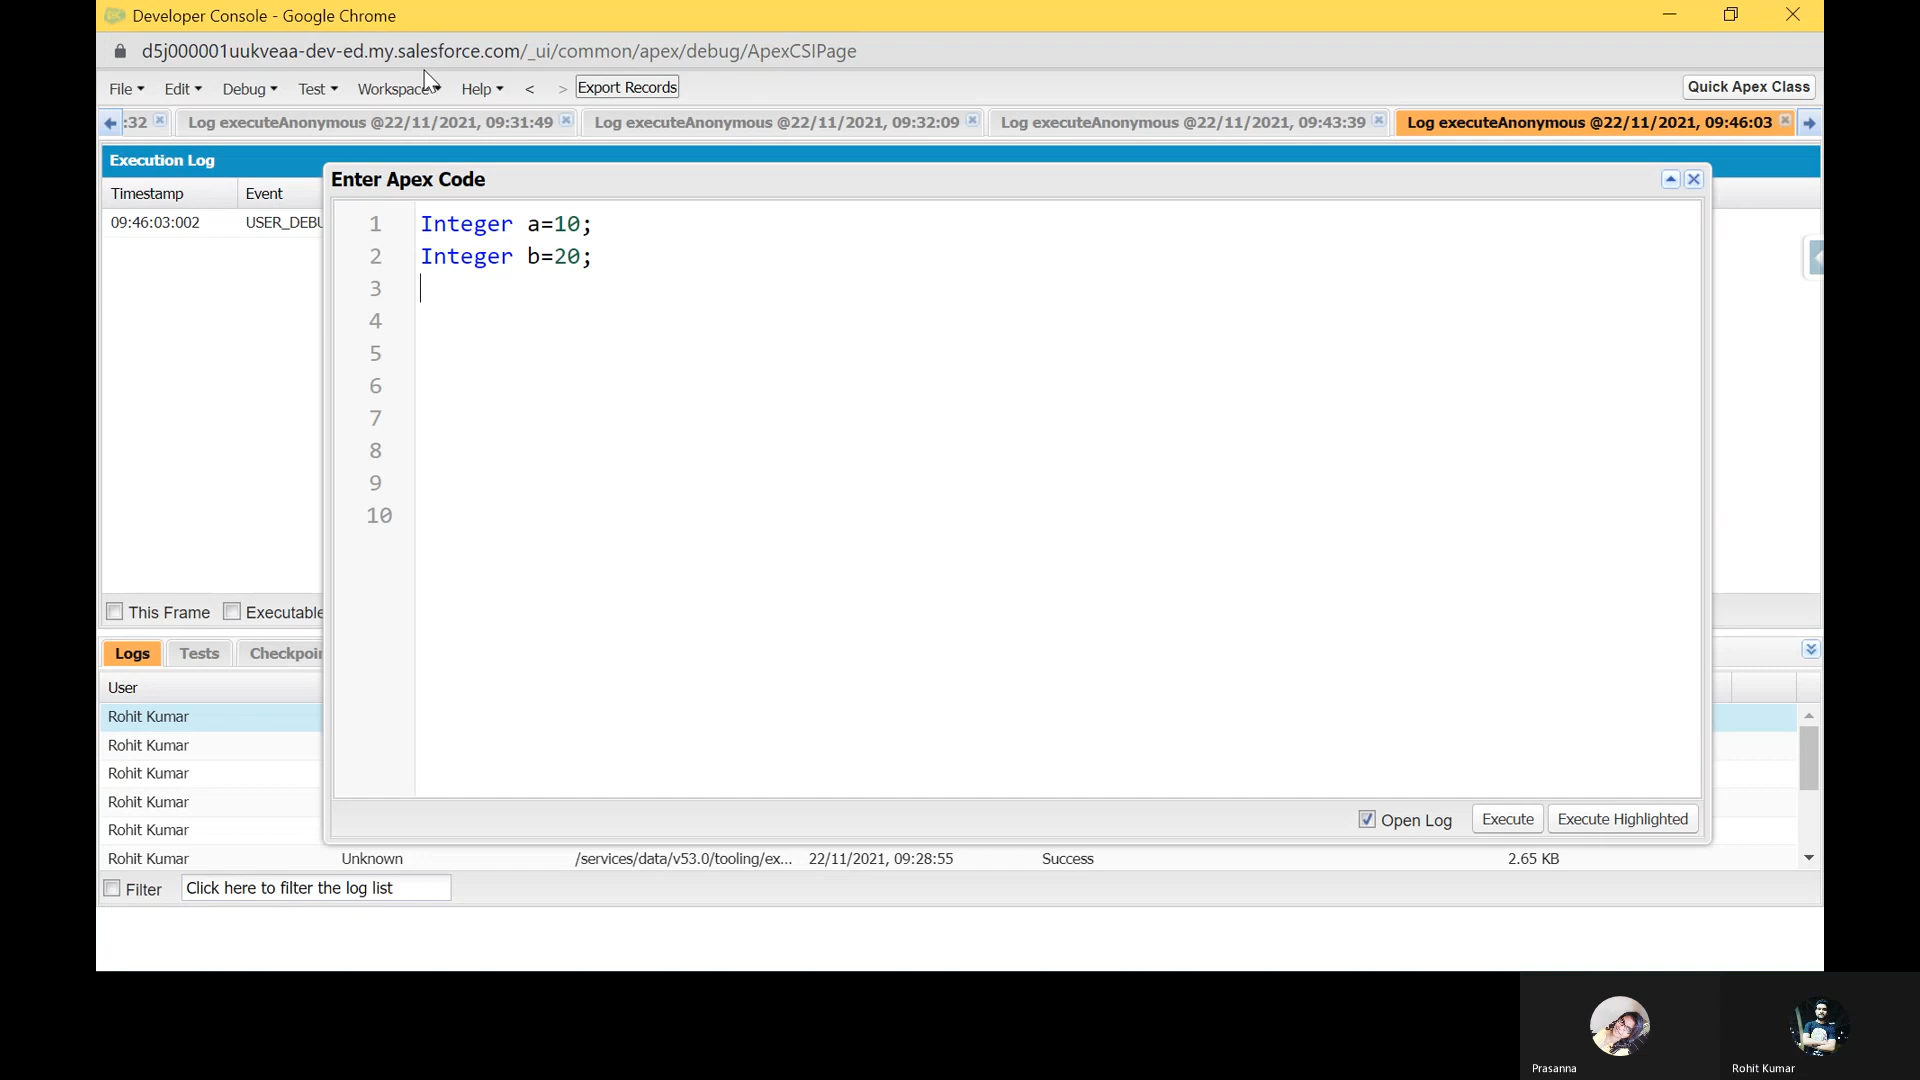 Developer Console - Google Chrome
d5j000001uukveaa-dev-ed.my.salesforce.com/_ui/common/apex/debug/ApexCSIPage
File Edit Debug Test Workspace Help < > Export Records Quick Apex Class
:32 Log executeAnonymous @22/11/2021, 09:31:49 Log executeAnonymous @22/11/2021, 09:32:09 Log executeAnonymous @22/11/2021, 09:43:39 Log executeAnonymous @22/11/2021, 09:46:03
Execution Log
Timestamp Event
09:46:03:002 USER_DEBU
Enter Apex Code
1 Integer a=10;
2 Integer b=20;
3
4
5
6
7
8
9
10
Open Log Execute Execute Highlighted
This Frame Executable
Logs Tests Checkpoin
User
Rohit Kumar
Rohit Kumar
Rohit Kumar
Rohit Kumar
Rohit Kumar
Rohit Kumar Unknown /services/data/v53.0/tooling/ex... 22/11/2021, 09:28:55 Success 2.65 KB
Filter Click here to filter the log list
Prasanna Rohit Kumar